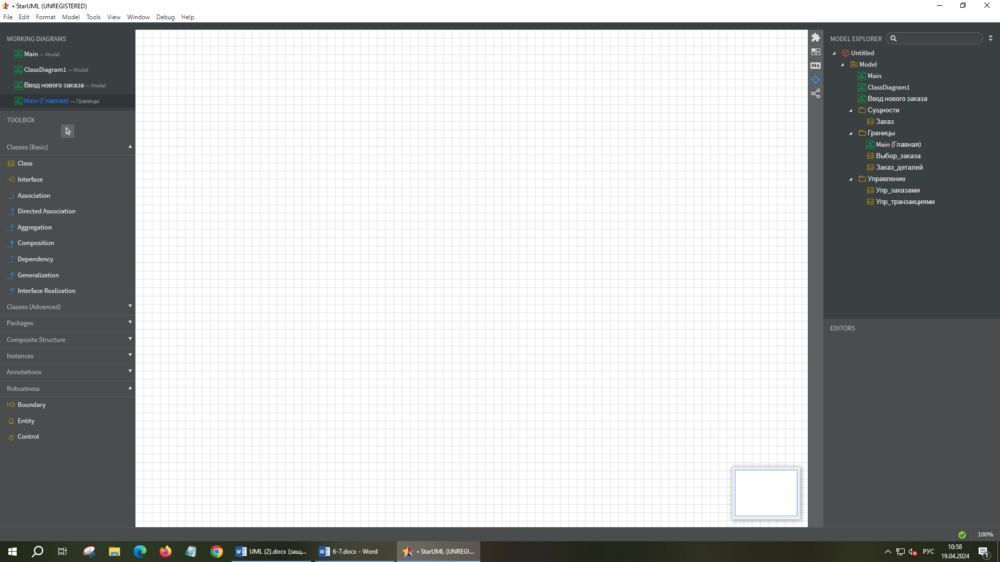 • StarUML (UNREGISTERED)
File Edit Format Model Tools View Window Debug Help
WORKING DIAGRAMS
Main — Model
ClassDiagram1 — Model
Ввод нового заказа — Model
Main (Главная) — Границы
TOOLBOX
Classes (Basic)
Class
Interface
Association
Directed Association
Aggregation
Composition
Dependency
Generalization
Interface Realization
Classes (Advanced)
Packages
Composite Structure
Instances
Annotations
Robustness
Boundary
Entity
Control
M
MODEL EXPLORER
Untitled
Model
Main
ClassDiagram1
Ввод нового заказа
Сущности
Заказ
Границы
Main (Главная)
Выбор_заказа
Заказ_деталей
Управление
Упр_заказами
Упр_транзакциями
EDITORS
100%
UML (2).docx (защ...
6-7.docx - Word
• StarUML (UNREGI...
РУС
10:58
19.04.2024
1